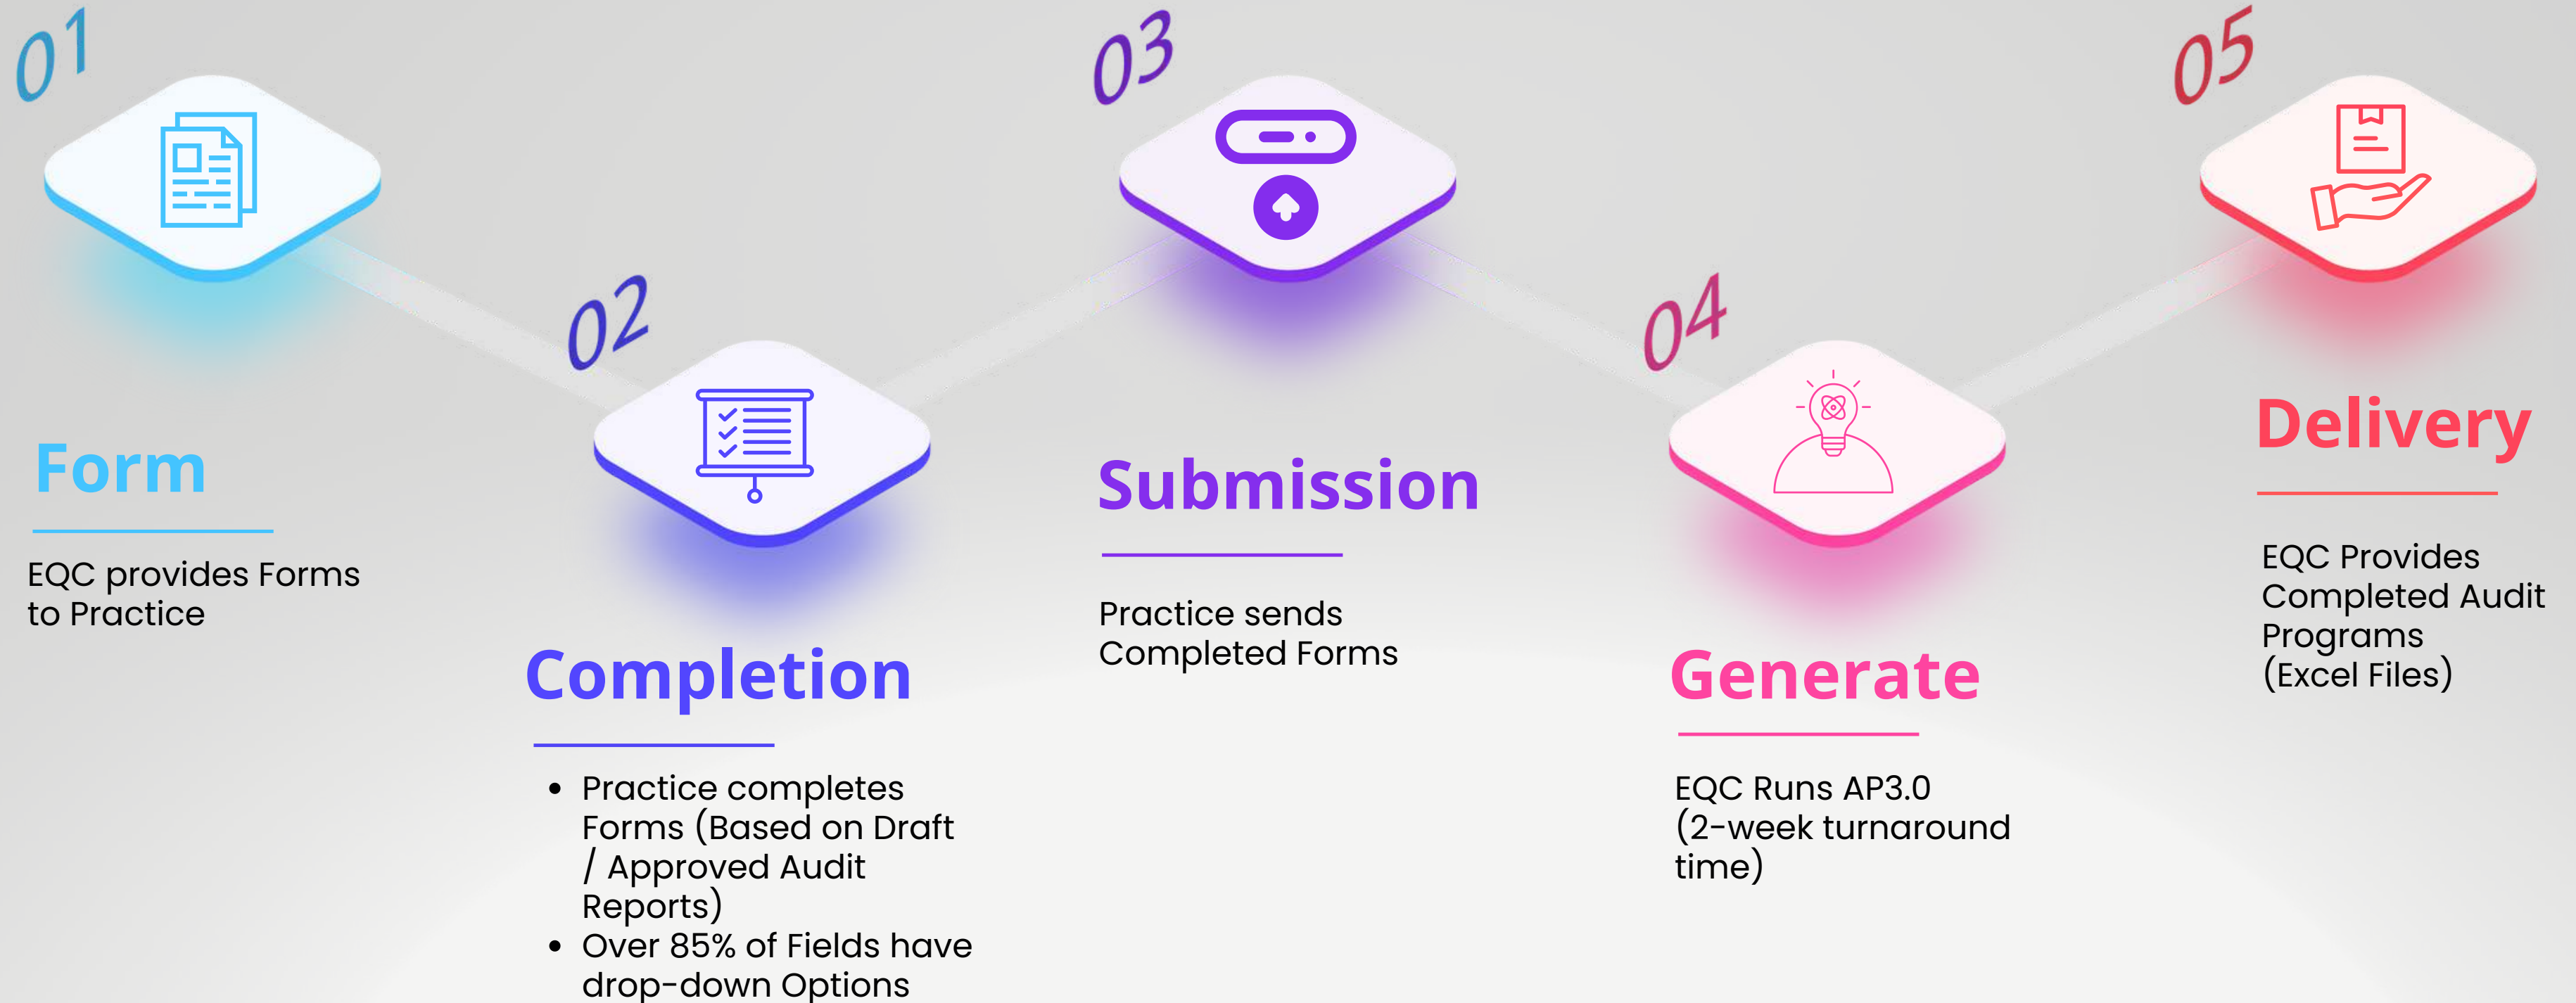 01
Form
EQC provides Forms
to Practice
02
Completion
• Practice completes
Forms (Based on Draft
/ Approved Audit
Reports)
• Over 85% of Fields have
drop-down Options
03
Submission
Practice sends
Completed Forms
04
Generate
EQC Runs AP3.0
(2-week turnaround
time)
05
Delivery
EQC Provides
Completed Audit
Programs
(Excel Files)